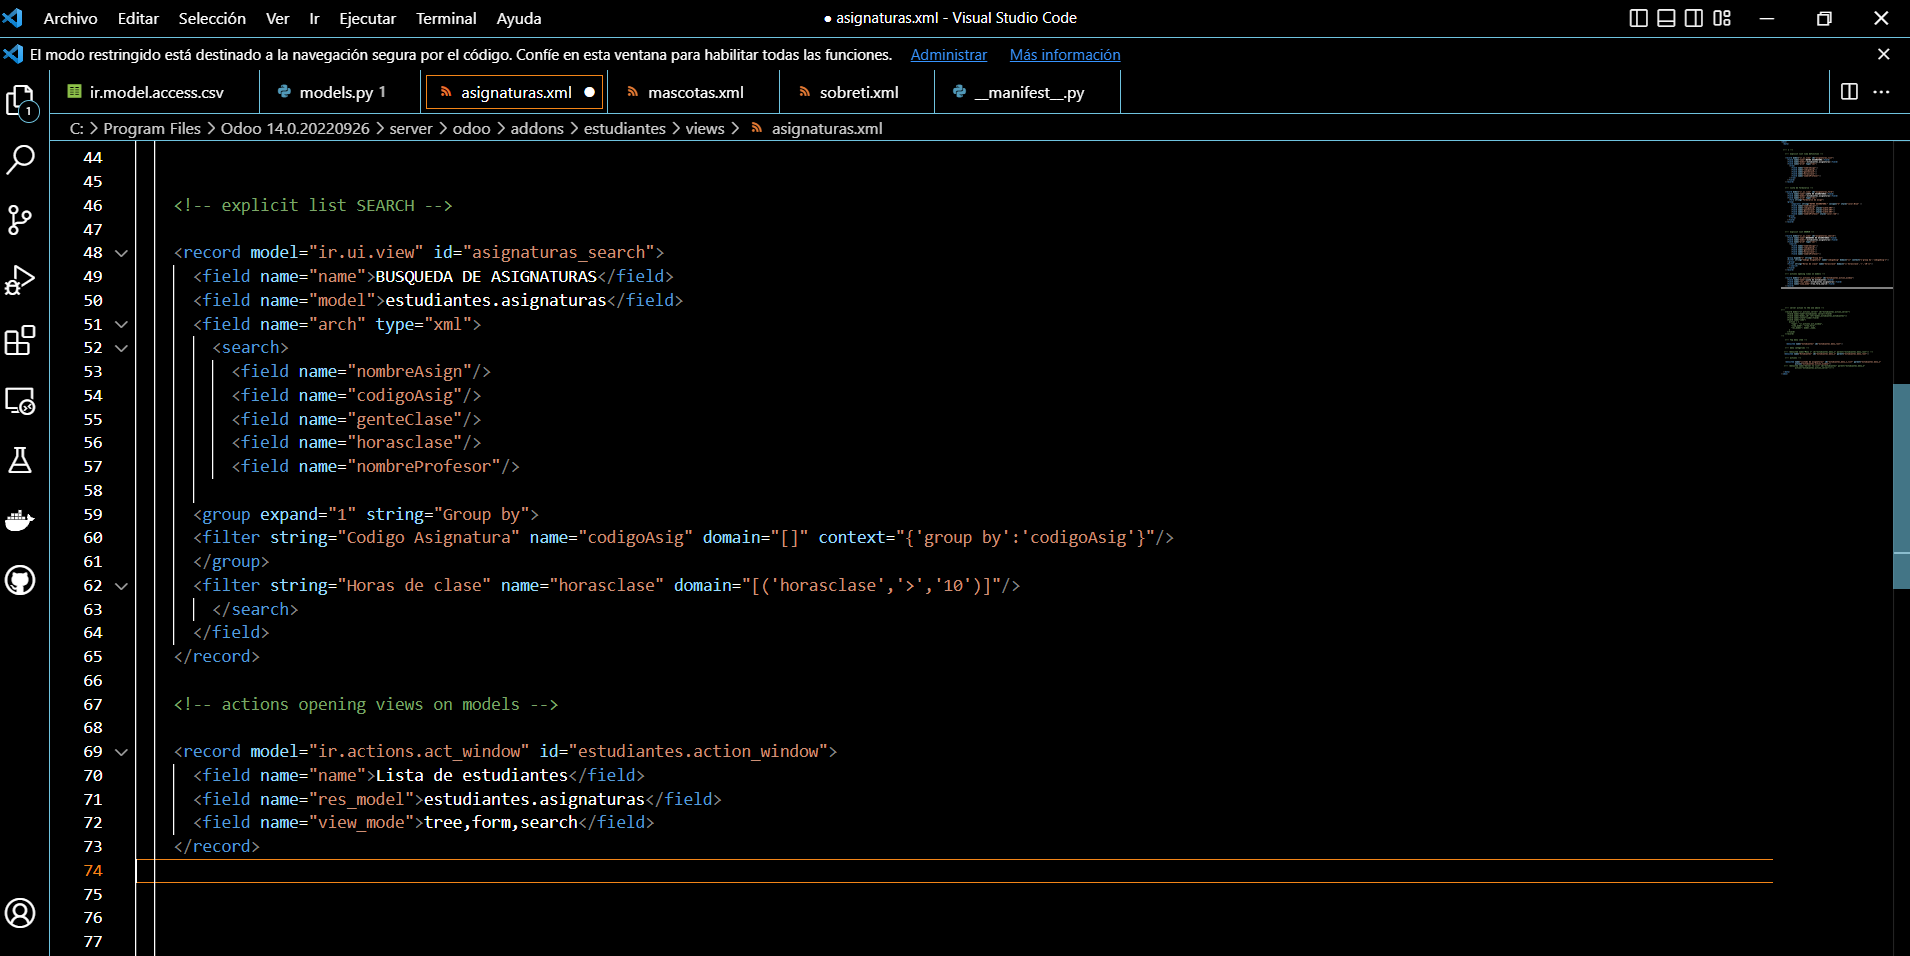 Archivo Editar Selección Ver Ir Ejecutar Terminal Ayuda
● asignaturas.xml - Visual Studio Code
El modo restringido está destinado a la navegación segura por el código. Confíe en esta ventana para habilitar todas las funciones. Administrar Más información
1
ir.model.access.csv models.py 1 asignaturas.xml mascotas.xml sobreti.xml __manifest__.py
C: > Program Files > Odoo 14.0.20220926 > server > odoo > addons > estudiantes > views > asignaturas.xml
44
45
46 <!-- explicit list SEARCH -->
47
48 <record model="ir.ui.view" id="asignaturas_search">
49 <field name="name">BUSQUEDA DE ASIGNATURAS</field>
50 <field name="model">estudiantes.asignaturas</field>
51 <field name="arch" type="xml">
52 <search>
53 <field name="nombreAsign"/>
54 <field name="codigoAsig"/>
55 <field name="genteClase"/>
56 <field name="horasclase"/>
57 <field name="nombreProfesor"/>
58
59 <group expand="1" string="Group by">
60 <filter string="Codigo Asignatura" name="codigoAsig" domain="[]" context="{'group by':'codigoAsig'}"/>
61 </group>
62 <filter string="Horas de clase" name="horasclase" domain="[('horasclase','>','10')]"/>
63 </search>
64 </field>
65 </record>
66
67 <!-- actions opening views on models -->
68
69 <record model="ir.actions.act_window" id="estudiantes.action_window">
70 <field name="name">Lista de estudiantes</field>
71 <field name="res_model">estudiantes.asignaturas</field>
72 <field name="view_mode">tree,form,search</field>
73 </record>
74
75
76
77